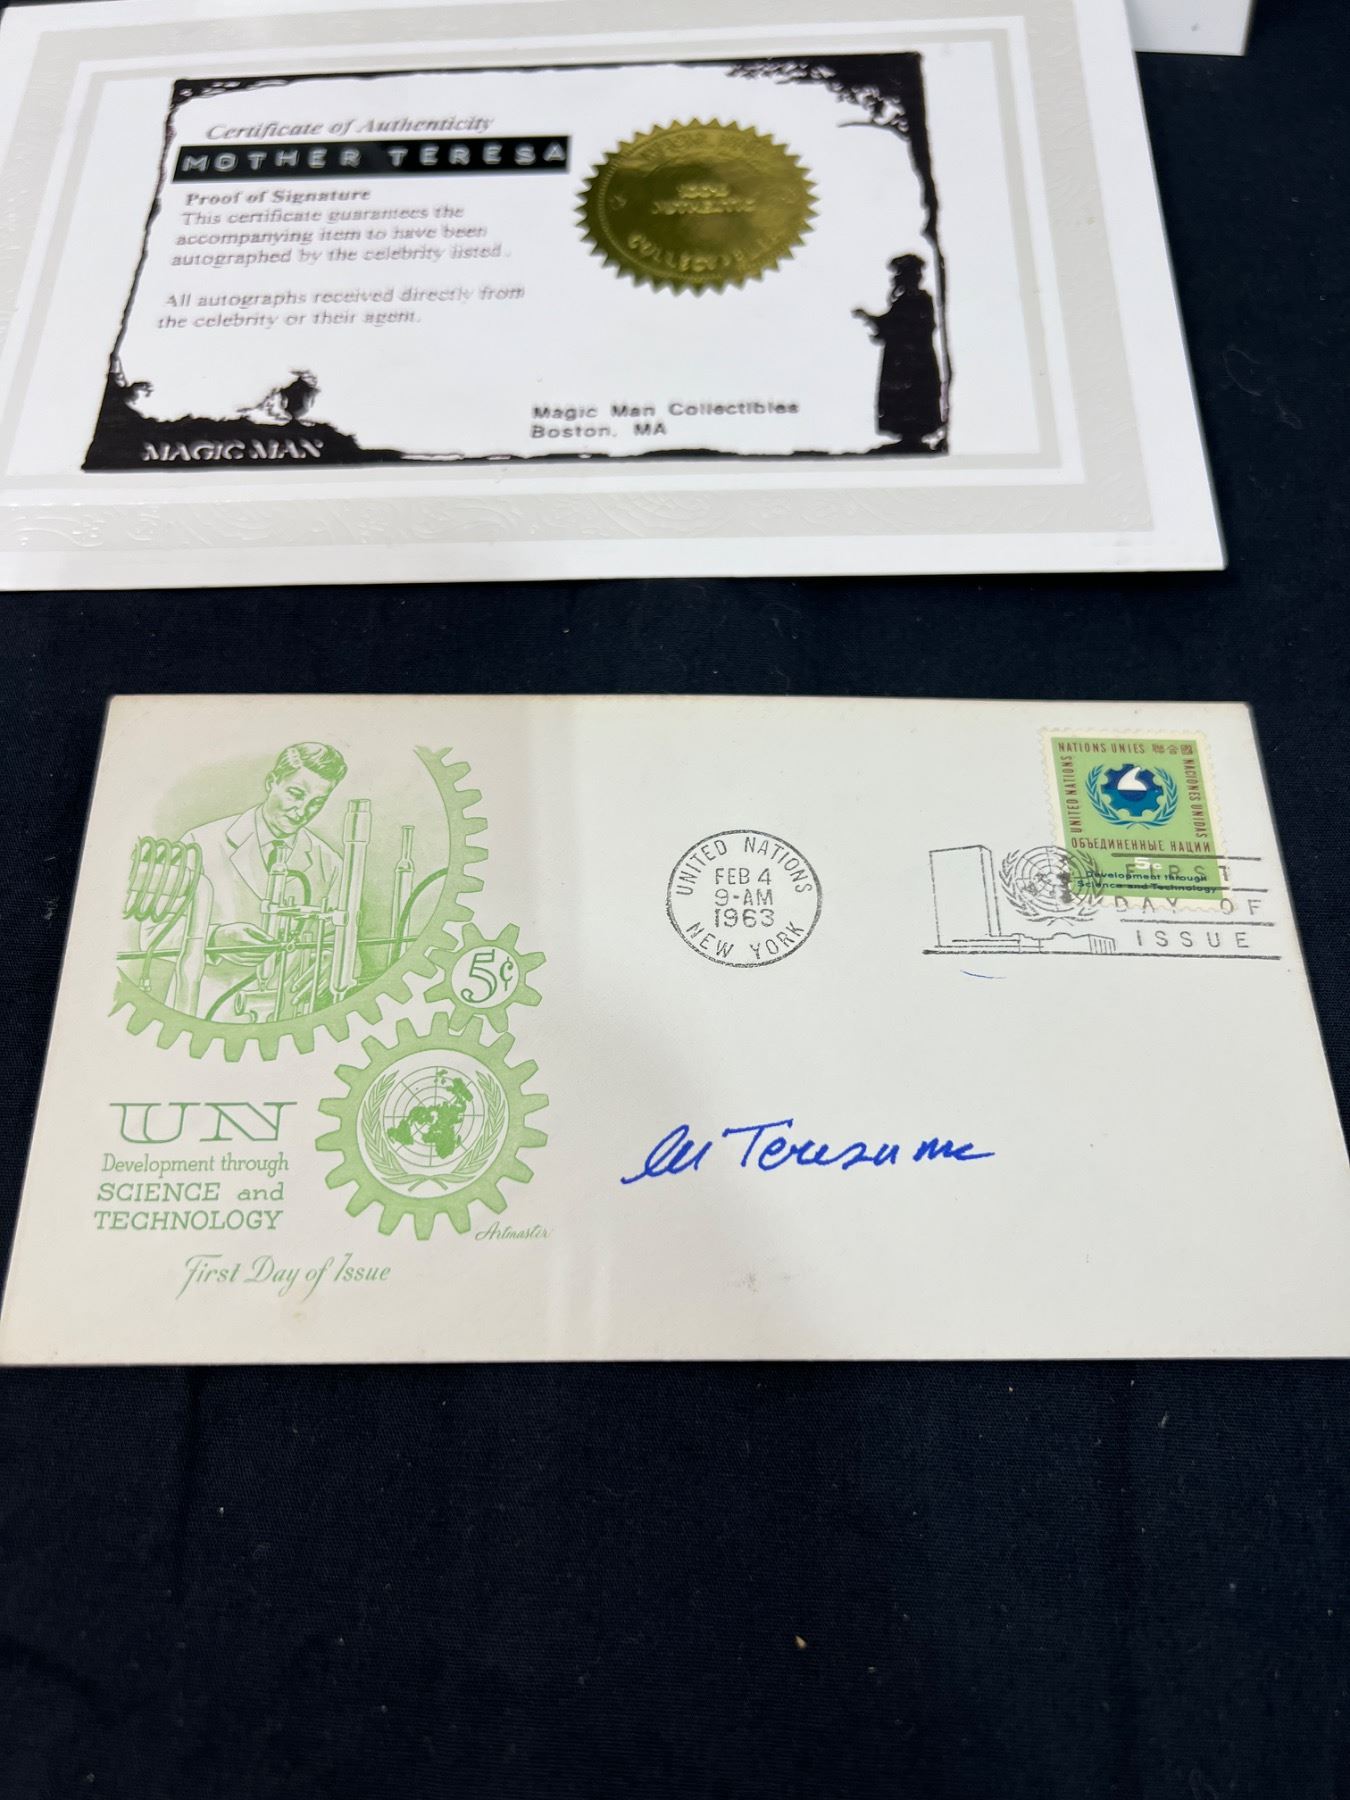 Certificate of Authenticity
MOTHER TERESA
Proof of Signature
This certificate guarantees the
accompanying item to have been
autographed by the celebrity listed.
All autographs received directly from
the celebrity or their agent.
Magic Man Collectibles
Boston, MA
MAGIC MAN
100%
AUTHENTIC
NATIONS UNIES
UNITED NATIONS
NACIONES UNIDAS
ОБЪЕДИНЕННЫЕ НАЦИИ
5c
Development through
Science and Technology
UNITED NATIONS
FEB 4
9-AM
1963
NEW YORK
FIRST
DAY OF
ISSUE
5¢
UN
Development through
SCIENCE and
TECHNOLOGY
Artmaster
First Day of Issue
M Teresa mc